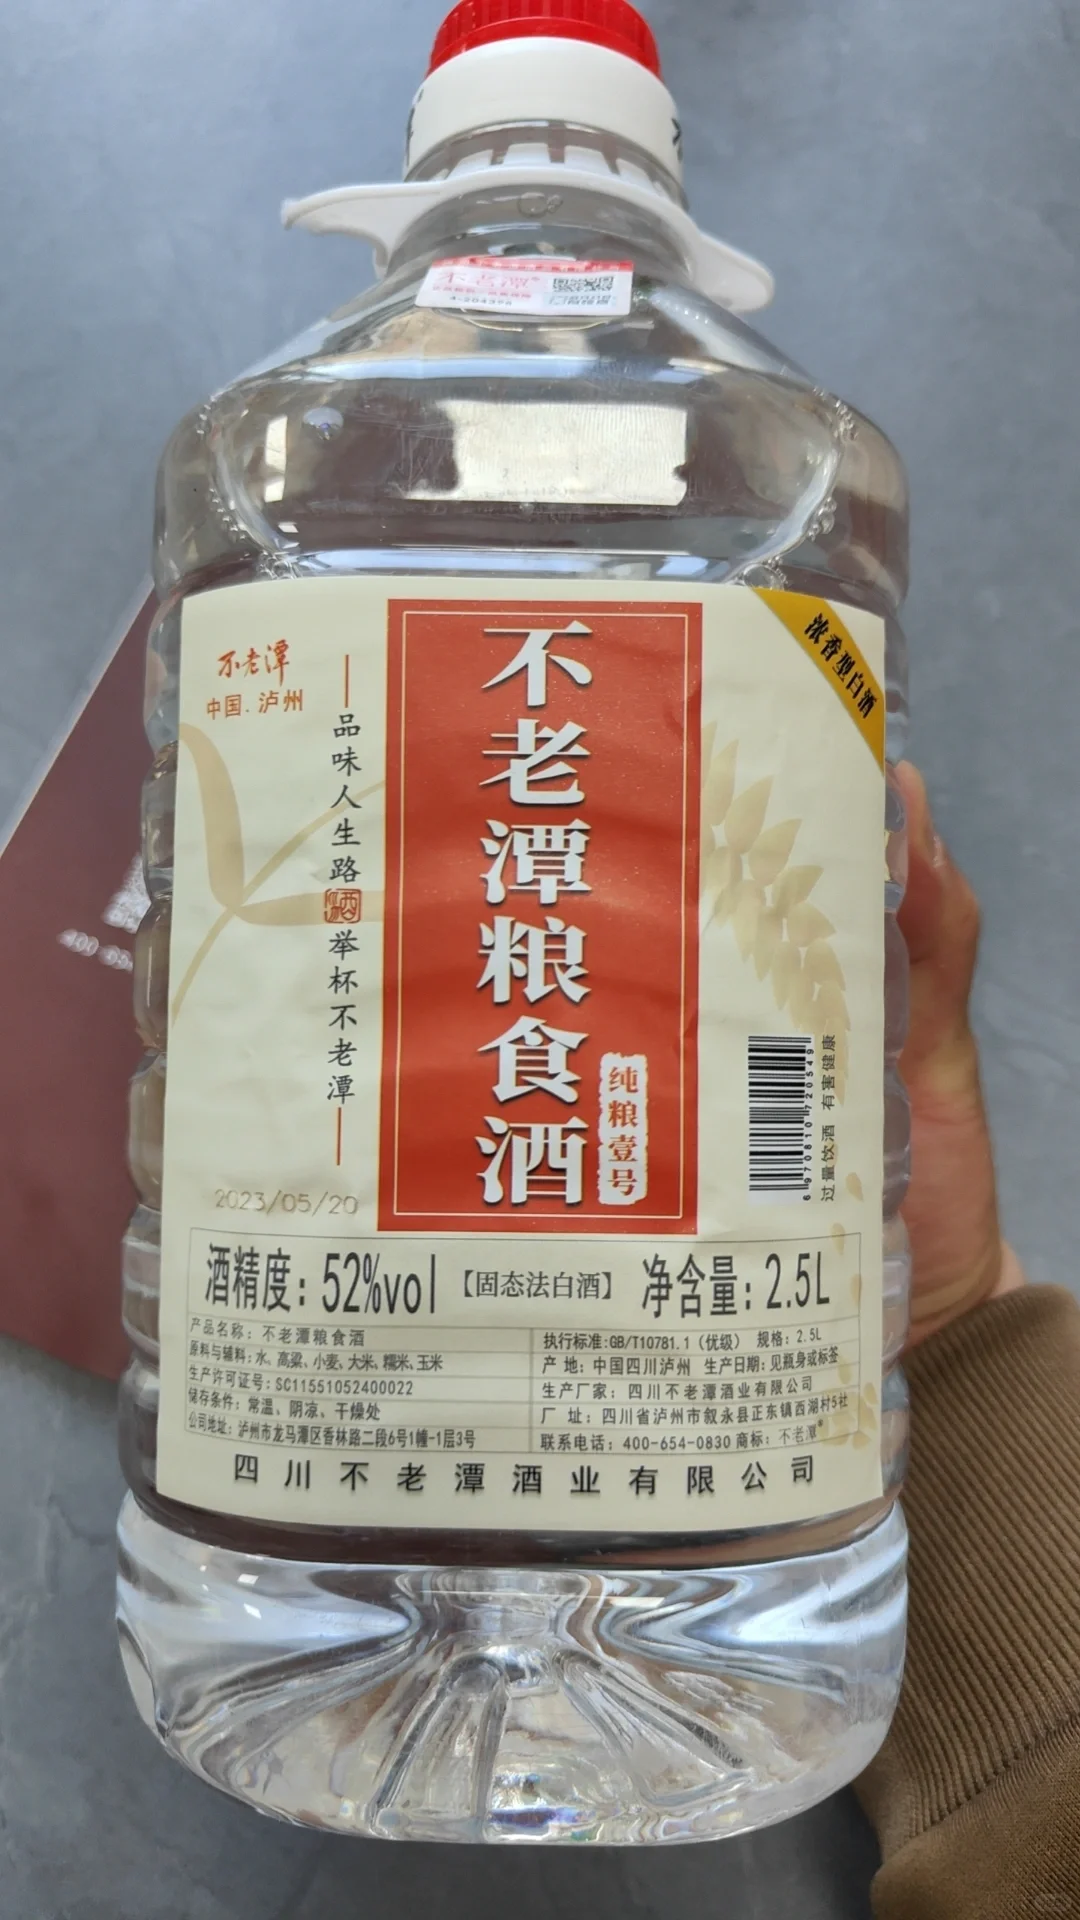 不老潭
4-204398
不老潭
中国.泸州
品味人生路
酒
举杯不老潭
不老潭粮食酒
纯粮壹号
浓香型白酒
6970810720549
过量饮酒 有害健康
2023/05/20
酒精度:52%vol
【固态法白酒】
净含量:2.5L
产品名称:不老潭粮食酒
原料与辅料:水、高粱、小麦、大米、糯米、玉米
生产许可证号:SC11551052400022
储存条件:常温、阴凉、干燥处
公司地址:泸州市龙马潭区香林路二段6号1幢-1层3号
执行标准:GB/T10781.1(优级) 规格:2.5L
产 地:中国四川泸州 生产日期:见瓶身或标签
生产厂家:四川不老潭酒业有限公司
厂 址:四川省泸州市叙永县正东镇西湖村5社
联系电话:400-654-0830 商标:不老潭®
四川不老潭酒业有限公司